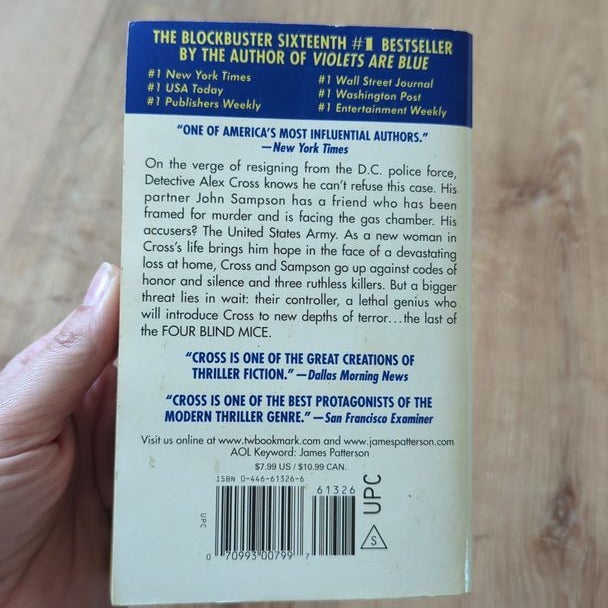 THE BLOCKBUSTER SIXTEENTH #1 BESTSELLER
BY THE AUTHOR OF VIOLETS ARE BLUE
#1 New York Times
#1 USA Today
#1 Publishers Weekly
#1 Wall Street Journal
#1 Washington Post
#1 Entertainment Weekly
"ONE OF AMERICA'S MOST INFLUENTIAL AUTHORS."
—New York Times
On the verge of resigning from the D.C. police force,
Detective Alex Cross knows he can't refuse this case. His
partner John Sampson has a friend who has been
framed for murder and is facing the gas chamber. His
accusers? The United States Army. As a new woman in
Cross's life brings him hope in the face of a devastating
loss at home, Cross and Sampson go up against codes of
honor and silence and three ruthless killers. But a bigger
threat lies in wait: their controller, a lethal genius who
will introduce Cross to new depths of terror...the last of
the FOUR BLIND MICE.
"CROSS IS ONE OF THE GREAT CREATIONS OF
THRILLER FICTION." —Dallas Morning News
"CROSS IS ONE OF THE BEST PROTAGONISTS OF THE
MODERN THRILLER GENRE." —San Francisco Examiner
Visit us online at www.twbookmark.com and www.jamespatterson.com
AOL Keyword: James Patterson
$7.99 US / $10.99 CAN.
ISBN 0-446-61326-6
61326
UPC
UPC
S
0 70993 00799 7